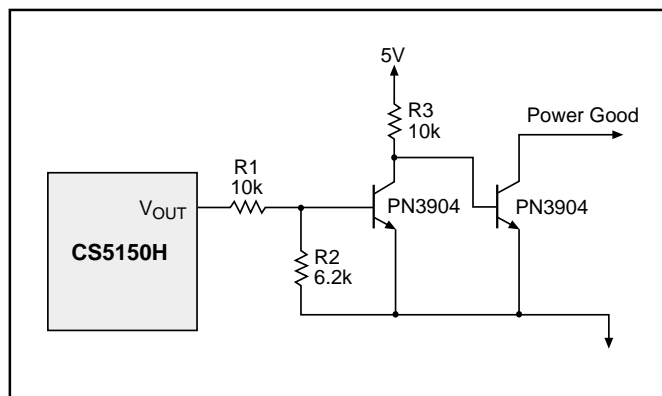 5V
R3
10k
Power Good
R1
10k
PN3904
PN3904
VOUT
CS5150H
R2
6.2k